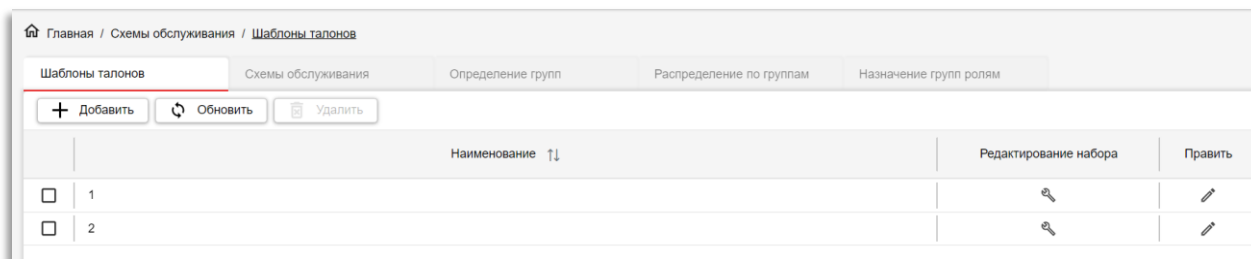 Главная / Схемы обслуживания / Шаблоны талонов
Шаблоны талонов Схемы обслуживания Определение групп Распределение по группам Назначение групп ролям
Добавить Обновить Удалить
Наименование Редактирование набора Править
1
2